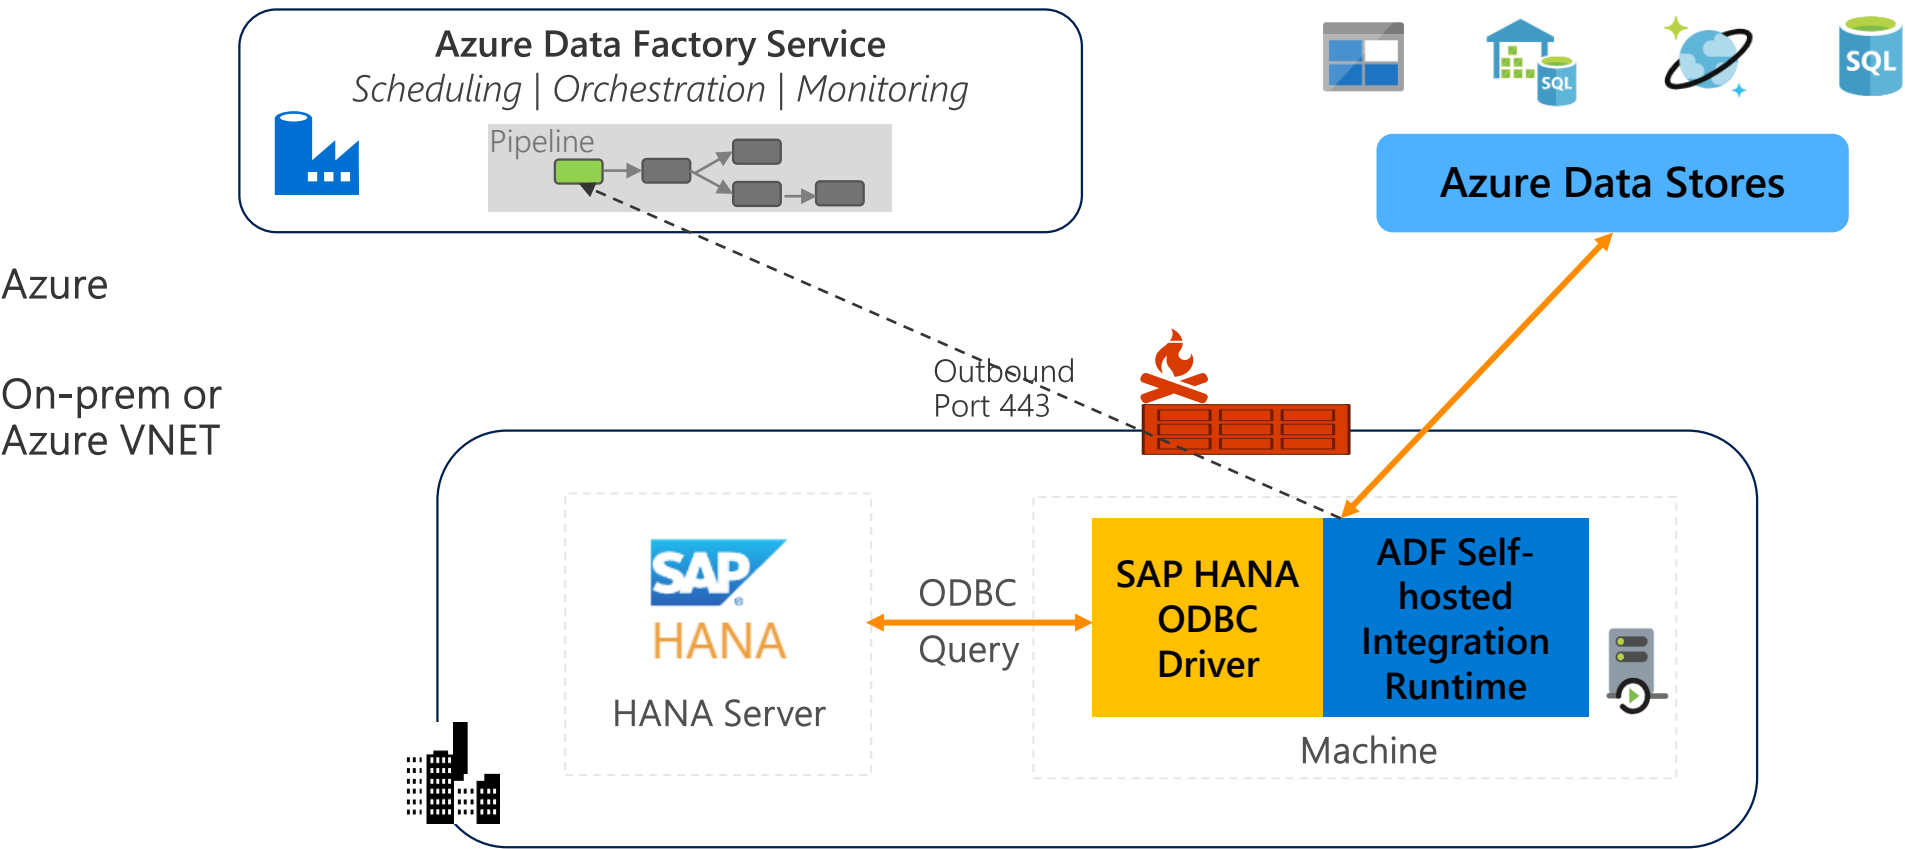 Azure Data Factory Service
Scheduling | Orchestration | Monitoring
Pipeline
SQL
SQL
Azure Data Stores
Azure
On-prem or
Azure VNET
Outbound
Port 443
SAP
HANA
HANA Server
ODBC
Query
SAP HANA
ODBC
Driver
ADF Self-
hosted
Integration
Runtime
Machine